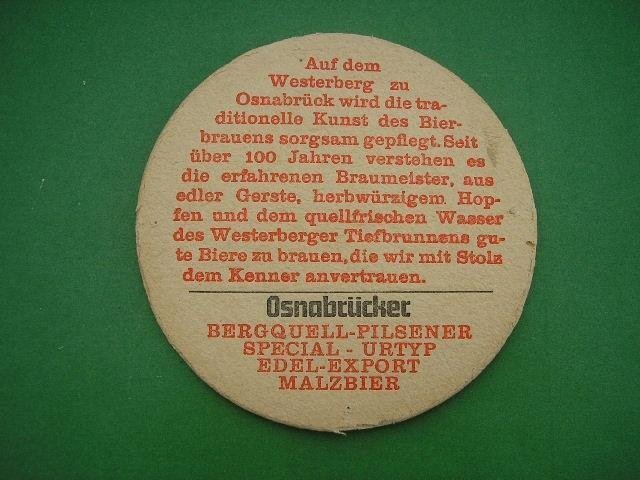 Auf dem
Westerberg zu
Osnabrück wird die tra-
ditionelle Kunst des Bier-
brauens sorgsam gepflegt. Seit
über 100 Jahren verstehen es
die erfahrenen Braumeister, aus
edler Gerste, herbwürzigem Hop-
fen und dem quellfrischen Wasser
des Westerberger Tiefbrunnens gu-
te Biere zu brauen, die wir mit Stolz
dem Kenner anvertrauen.
Osnabrücker
BERGQUELL-PILSENER
SPECIAL - URTYP
EDEL-EXPORT
MALZBIER